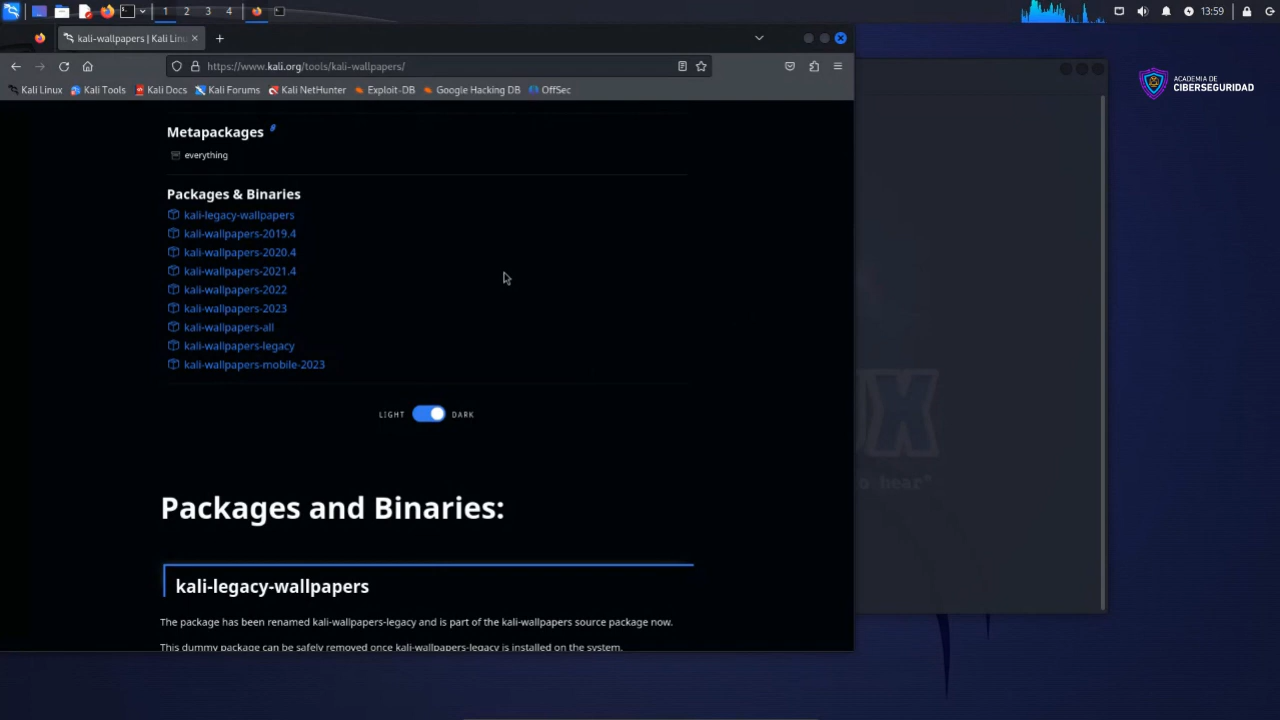 1 2 3 4
13:59
kali-wallpapers | Kali Linu
https://www.kali.org/tools/kali-wallpapers/
Kali Linux Kali Tools Kali Docs Kali Forums Kali NetHunter Exploit-DB Google Hacking DB OffSec
ACADEMIA DE
CIBERSEGURIDAD
Metapackages
everything
Packages & Binaries
kali-legacy-wallpapers
kali-wallpapers-2019.4
kali-wallpapers-2020.4
kali-wallpapers-2021.4
kali-wallpapers-2022
kali-wallpapers-2023
kali-wallpapers-all
kali-wallpapers-legacy
kali-wallpapers-mobile-2023
LIGHT DARK
o hear"
Packages and Binaries:
kali-legacy-wallpapers
The package has been renamed kali-wallpapers-legacy and is part of the kali-wallpapers source package now.
This dummy package can be safely removed once kali-wallpapers-legacy is installed on the system.